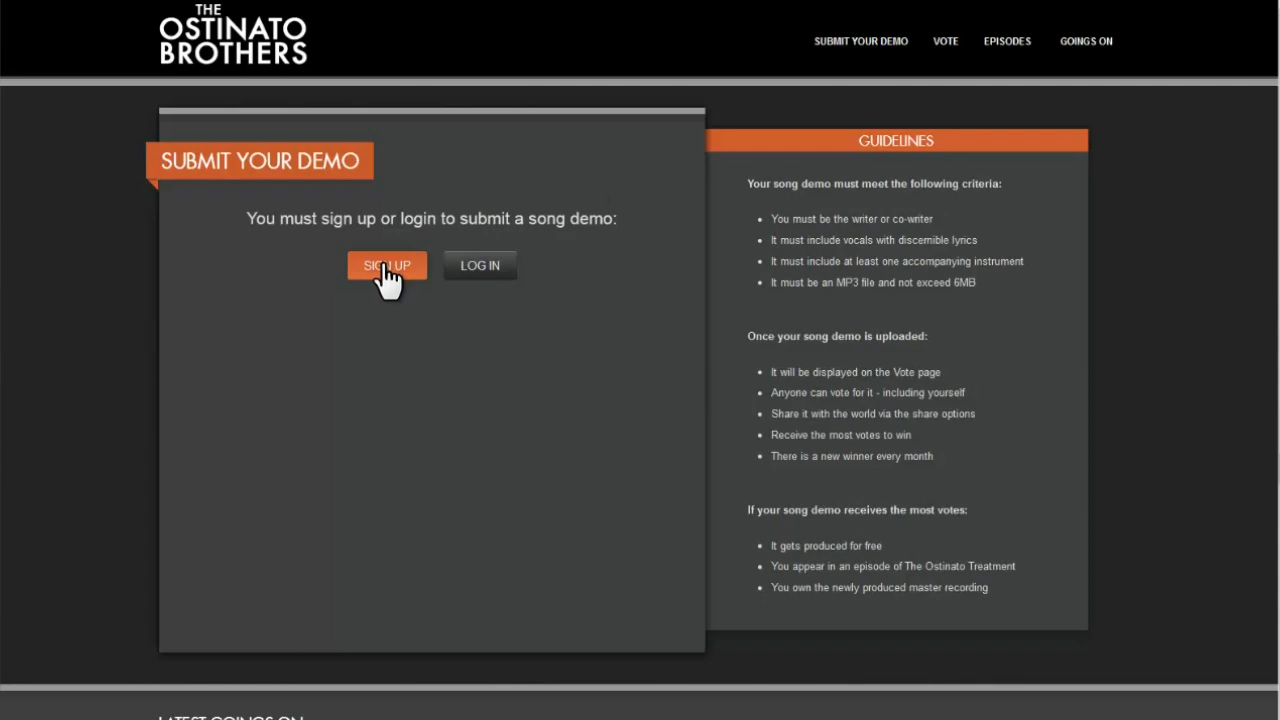 THE
OSTINATO
BROTHERS
SUBMIT YOUR DEMO VOTE EPISODES GOINGS ON
SUBMIT YOUR DEMO
You must sign up or login to submit a song demo:
SIGN UP LOG IN
GUIDELINES
Your song demo must meet the following criteria:
You must be the writer or co-writer
It must include vocals with discernible lyrics
It must include at least one accompanying instrument
It must be an MP3 file and not exceed 6MB
Once your song demo is uploaded:
It will be displayed on the Vote page
Anyone can vote for it - including yourself
Share it with the world via the share options
Receive the most votes to win
There is a new winner every month
If your song demo receives the most votes:
It gets produced for free
You appear in an episode of The Ostinato Treatment
You own the newly produced master recording
LATEST GOINGS ON